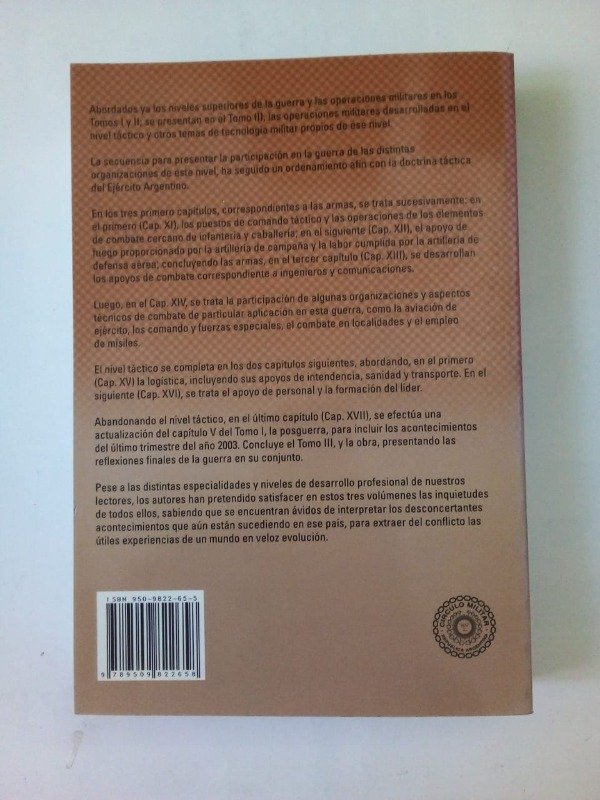 Abordados ya los niveles superiores de la guerra y las operaciones militares en los
Tomos I y II; se presentan en el Tomo III, las operaciones militares desarrolladas en el
nivel táctico y otros temas de tecnología militar propios de ese nivel.
La secuencia para presentar la participación en la guerra de las distintas
organizaciones de este nivel, ha seguido un ordenamiento afín con la doctrina táctica
del Ejército Argentino.
En los tres primero capítulos, correspondientes a las armas, se trata sucesivamente: en
el primero (Cap. XI), los puestos de comando táctico y las operaciones de los elementos
de combate cercano de infantería y caballería; en el siguiente (Cap. XII), el apoyo de
fuego proporcionado por la artillería de campaña y la labor cumplida por la artillería de
defensa aérea; concluyendo las armas, en el tercer capítulo (Cap. XIII), se desarrollan
los apoyos de combate correspondiente a ingenieros y comunicaciones.
Luego, en el Cap. XIV, se trata la participación de algunas organizaciones y aspectos
técnicos de combate de particular aplicación en esta guerra, como la aviación de
ejército, los comando y fuerzas especiales, el combate en localidades y el empleo
de misiles.
El nivel táctico se completa en los dos capítulos siguientes, abordando, en el primero
(Cap. XV) la logística, incluyendo sus apoyos de intendencia, sanidad y transporte. En el
siguiente (Cap. XVI), se trata el apoyo de personal y la formación del líder.
Abandonando el nivel táctico, en el último capítulo (Cap. XVII), se efectúa una
actualización del capítulo V del Tomo I, la posguerra, para incluir los acontecimientos
del último trimestre del año 2003. Concluye el Tomo III, y la obra, presentando las
reflexiones finales de la guerra en su conjunto.
Pese a las distintas especialidades y niveles de desarrollo profesional de nuestros
lectores, los autores han pretendido satisfacer en estos tres volúmenes las inquietudes
de todos ellos, sabiendo que se encuentran ávidos de interpretar los desconcertantes
acontecimientos que aún están sucediendo en ese país, para extraer del conflicto las
útiles experiencias de un mundo en veloz evolución.
ISBN 950-9822-65-5
9 789509 822658
CIRCULO MILITAR
REPUBLICA ARGENTINA